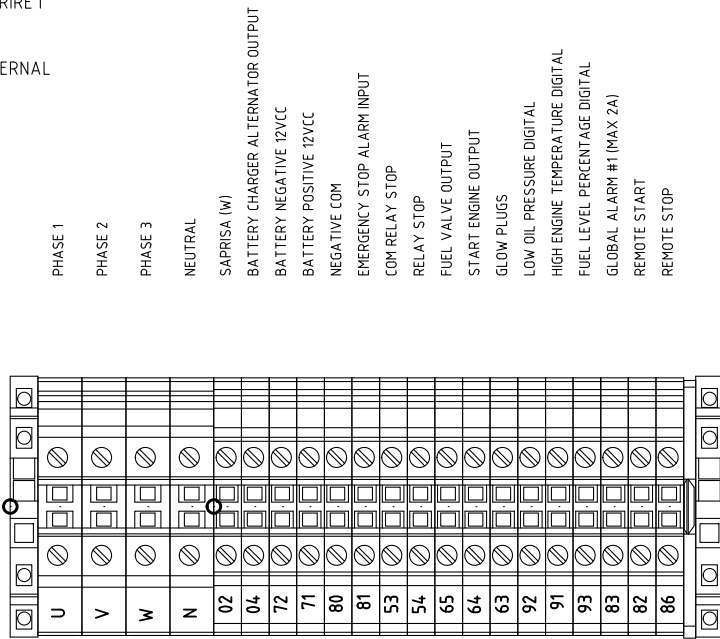 RIRE 1
ERNAL
PHASE 1
PHASE 2
PHASE 3
NEUTRAL
SAPRISA (W)
BATTERY CHARGER ALTERNATOR OUTPUT
BATTERY NEGATIVE 12VCC
BATTERY POSITIVE 12VCC
NEGATIVE COM
EMERGENCY STOP ALARM INPUT
COM RELAY STOP
RELAY STOP
FUEL VALVE OUTPUT
START ENGINE OUTPUT
GLOW PLUGS
LOW OIL PRESSURE DIGITAL
HIGH ENGINE TEMPERATURE DIGITAL
FUEL LEVEL PERCENTAGE DIGITAL
GLOBAL ALARM #1 (MAX 2A)
REMOTE START
REMOTE STOP
U
V
W
N
02
04
72
71
80
81
53
54
65
64
63
92
91
93
83
82
86